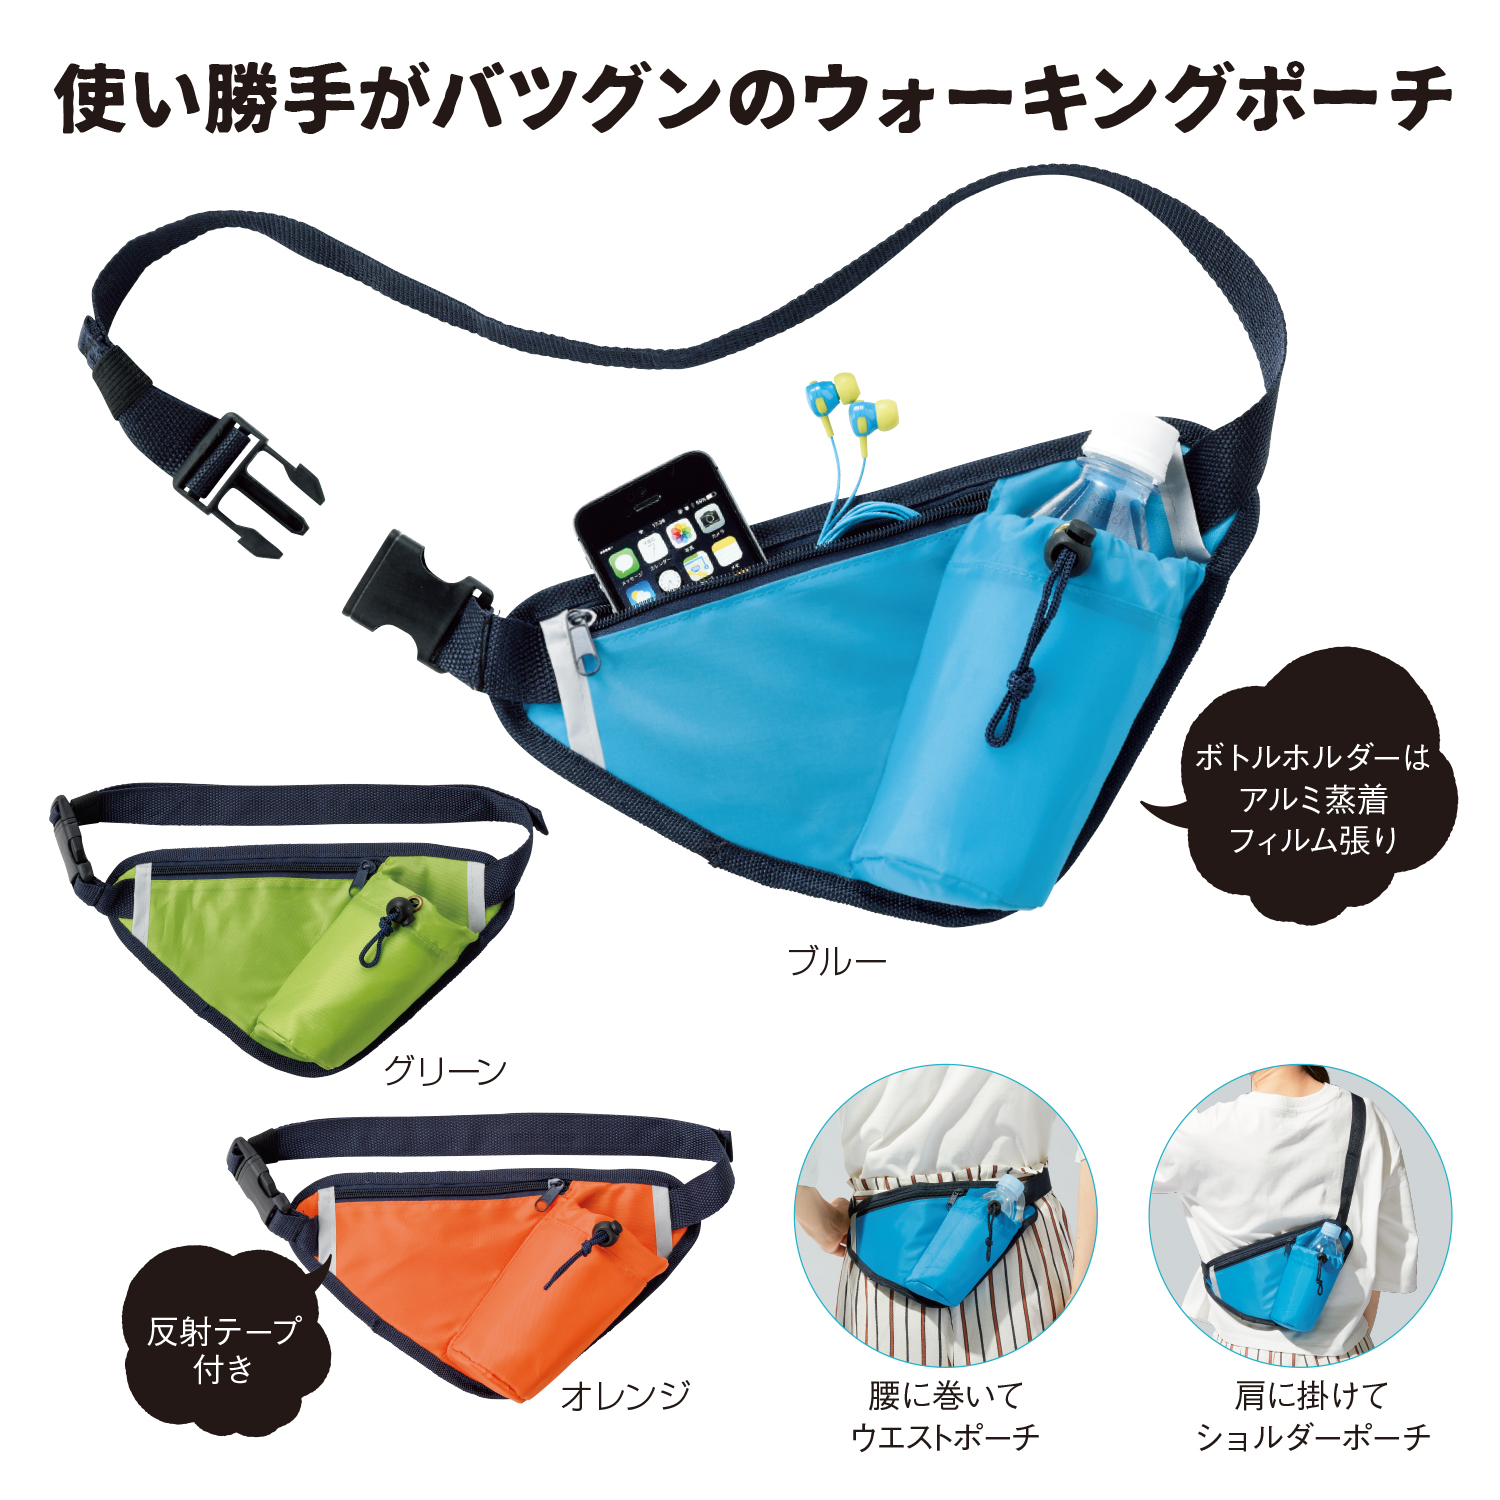 使い勝手がバツグンのウォーキングポーチ
ボトルホルダーは
アルミ蒸着
フィルム張り
ブルー
グリーン
反射テープ
付き
オレンジ
腰に巻いて
ウエストポーチ
肩に掛けて
ショルダーポーチ